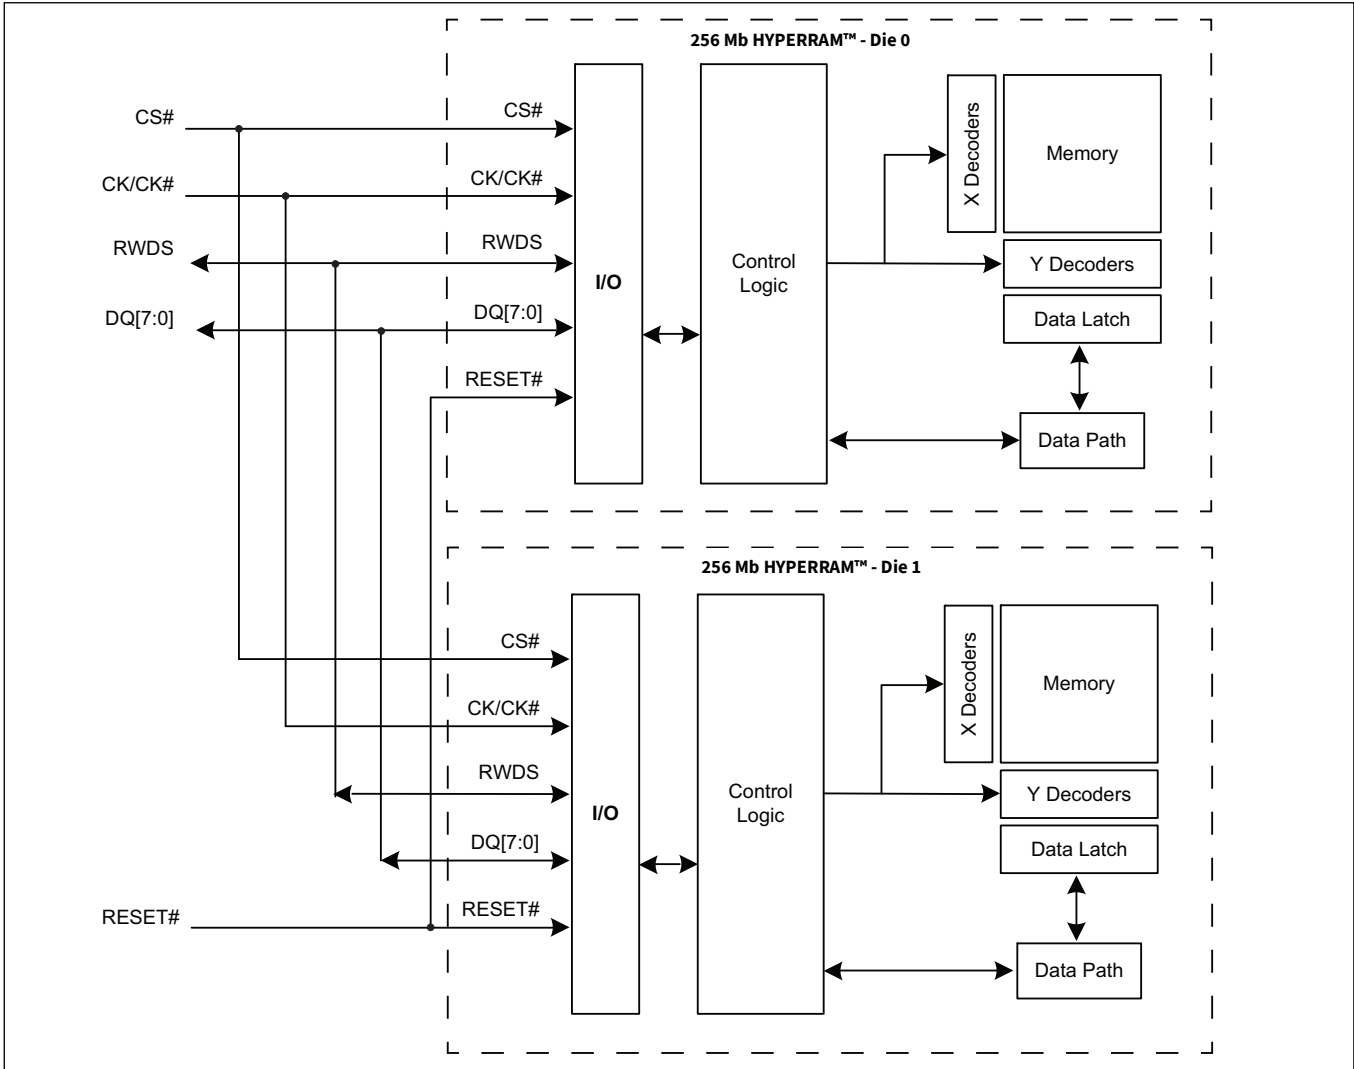 256 Mb HYPERRAM™ - Die 0
CS#
CS#
CK/CK#
CK/CK#
RWDS
RWDS
DQ[7:0]
DQ[7:0]
RESET#
I/O
Control
Logic
X Decoders
Memory
Y Decoders
Data Latch
Data Path
256 Mb HYPERRAM™ - Die 1
CS#
CK/CK#
RWDS
DQ[7:0]
RESET#
RESET#
I/O
Control
Logic
X Decoders
Memory
Y Decoders
Data Latch
Data Path